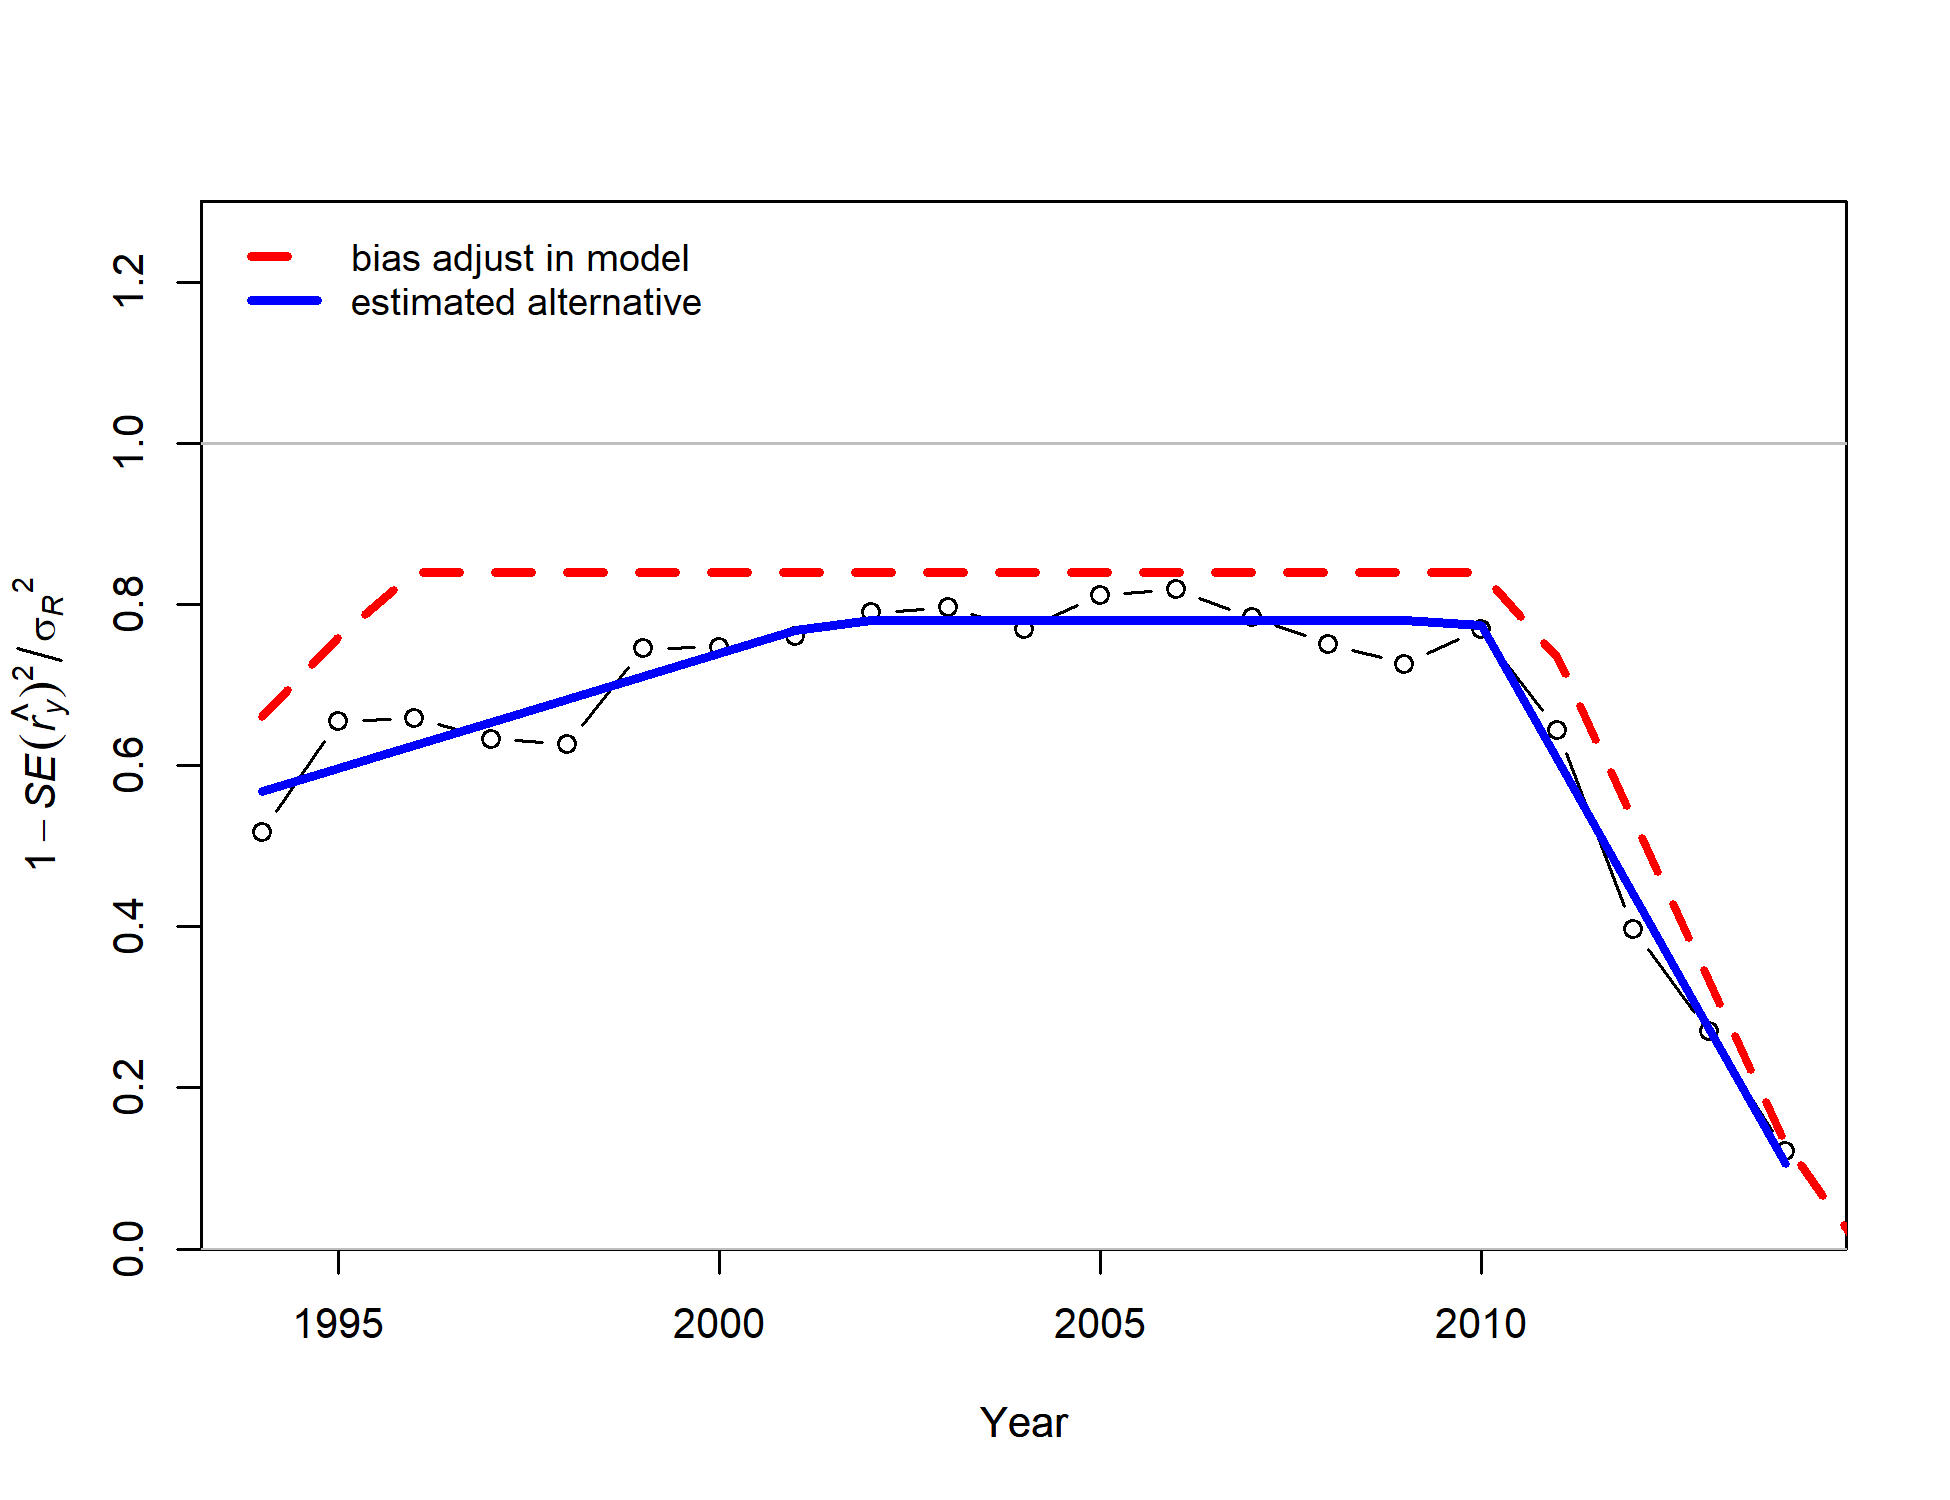 bias adjust in model
estimated alternative
1 − SE(r̂y)² / σR²
1.2
1.0
0.8
0.6
0.4
0.2
0.0
1995 2000 2005 2010
Year